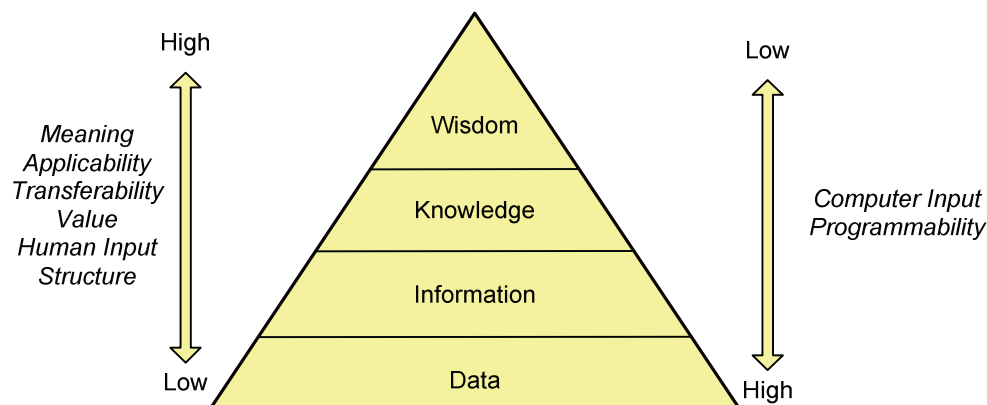 High
Meaning
Applicability
Transferability
Value
Human Input
Structure
Low
Wisdom
Knowledge
Information
Data
Low
Computer Input
Programmability
High